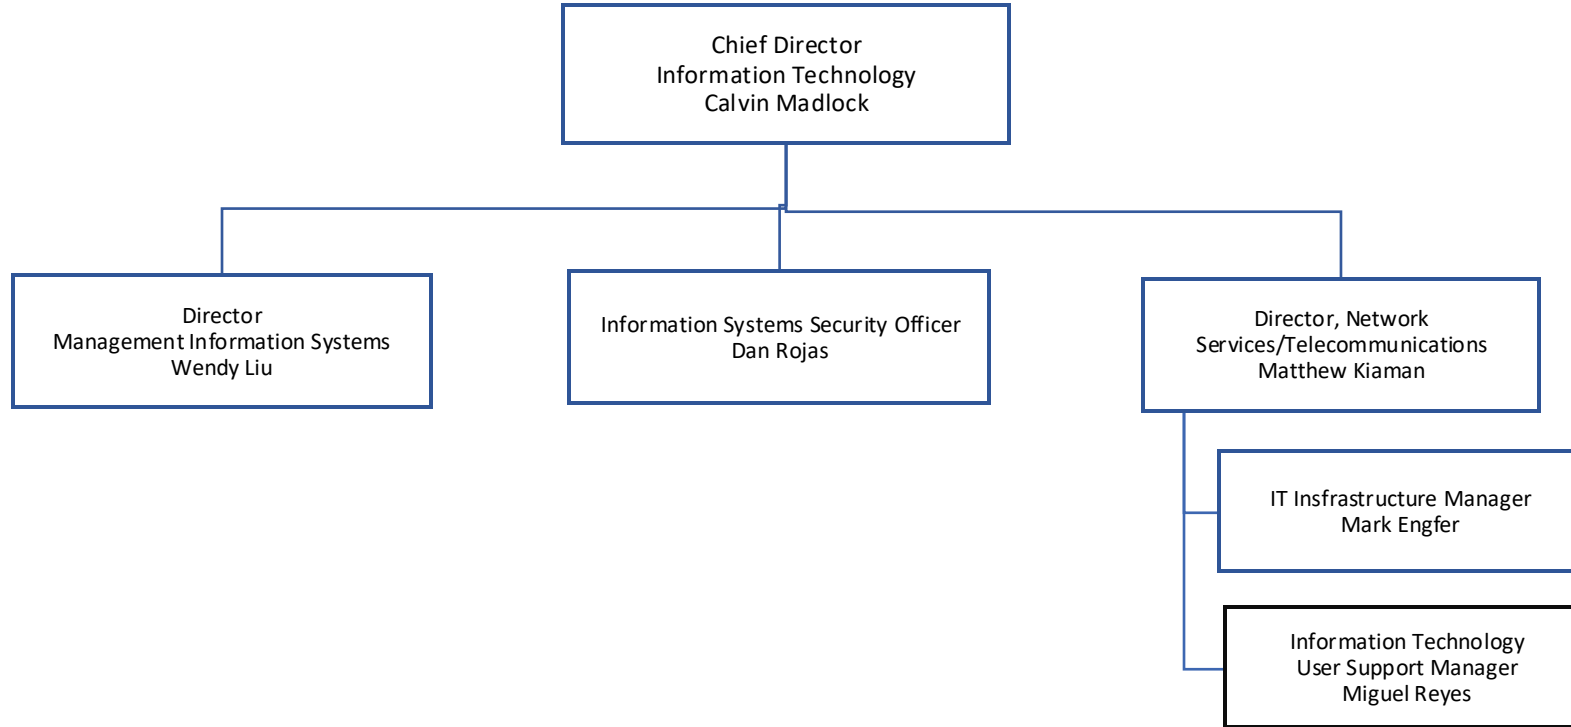 Chief Director
Information Technology
Calvin Madlock
Director
Management Information Systems
Wendy Liu
Information Systems Security Officer
Dan Rojas
Director, Network
Services/Telecommunications
Matthew Kiaman
IT Insfrastructure Manager
Mark Engfer
Information Technology
User Support Manager
Miguel Reyes